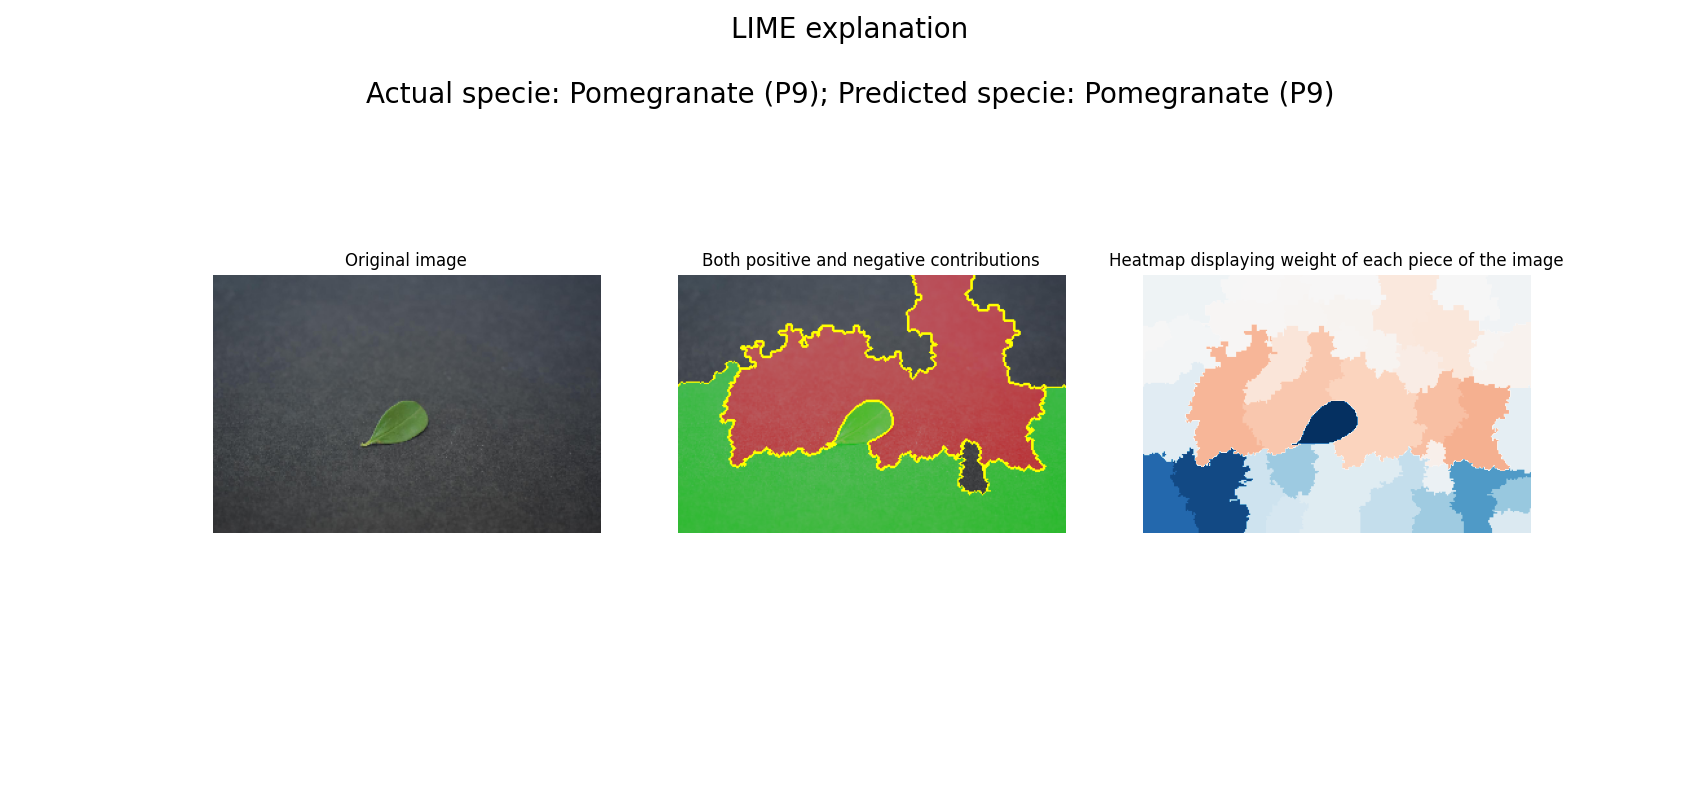 LIME explanation
Actual specie: Pomegranate (P9); Predicted specie: Pomegranate (P9)
Original image
Both positive and negative contributions
Heatmap displaying weight of each piece of the image